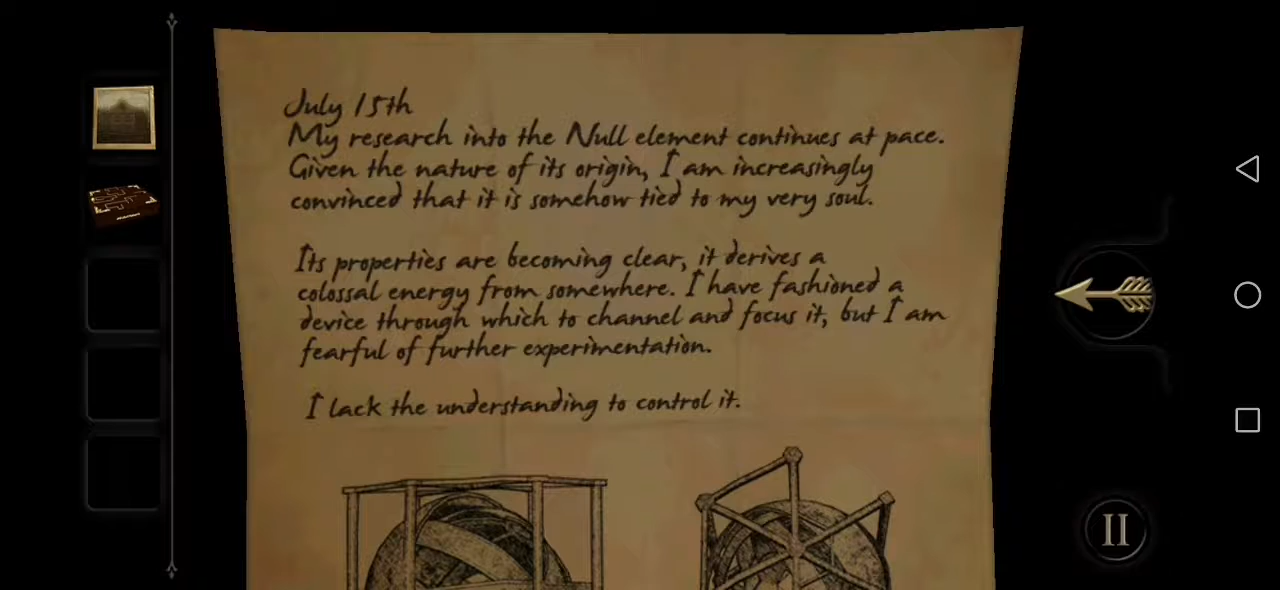 July 15th
My research into the Null element continues at pace.
Given the nature of its origin, I am increasingly
convinced that it is somehow tied to my very soul.
Its properties are becoming clear, it derives a
colossal energy from somewhere. I have fashioned a
device through which to channel and focus it, but I am
fearful of further experimentation.
I lack the understanding to control it.